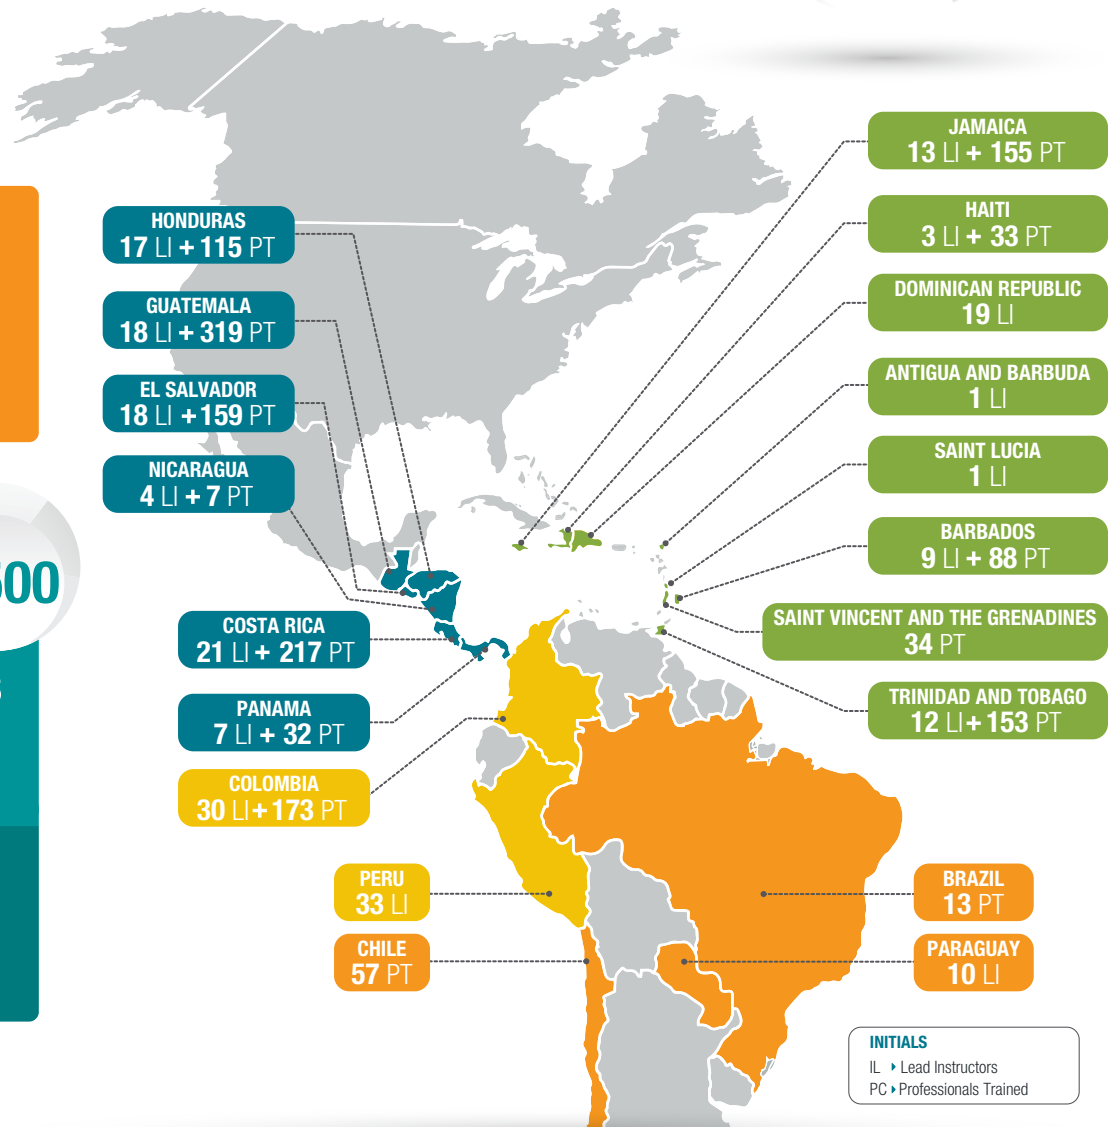 JAMAICA
13 LI + 155 PT
HAITI
3 LI + 33 PT
DOMINICAN REPUBLIC
19 LI
ANTIGUA AND BARBUDA
1 LI
SAINT LUCIA
1 LI
BARBADOS
9 LI + 88 PT
SAINT VINCENT AND THE GRENADINES
34 PT
TRINIDAD AND TOBAGO
12 LI + 153 PT
HONDURAS
17 LI + 115 PT
GUATEMALA
18 LI + 319 PT
EL SALVADOR
18 LI + 159 PT
NICARAGUA
4 LI + 7 PT
COSTA RICA
21 LI + 217 PT
PANAMA
7 LI + 32 PT
COLOMBIA
30 LI + 173 PT
PERU
33 LI
CHILE
57 PT
BRAZIL
13 PT
PARAGUAY
10 LI
INITIALS
IL ▸ Lead Instructors
PC ▸ Professionals Trained